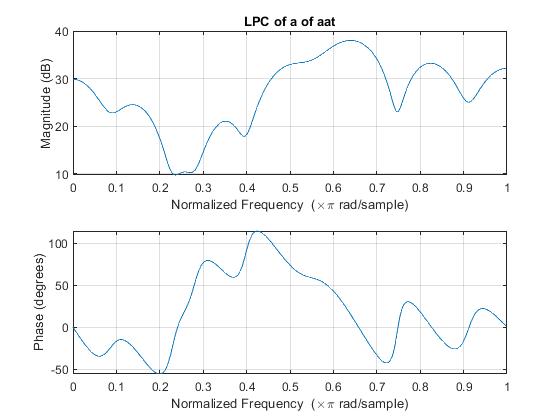 LPC of a of aat
Magnitude (dB)
40
30
20
10
0 0.1 0.2 0.3 0.4 0.5 0.6 0.7 0.8 0.9 1
Normalized Frequency (×π rad/sample)
Phase (degrees)
100
50
0
-50
0 0.1 0.2 0.3 0.4 0.5 0.6 0.7 0.8 0.9 1
Normalized Frequency (×π rad/sample)